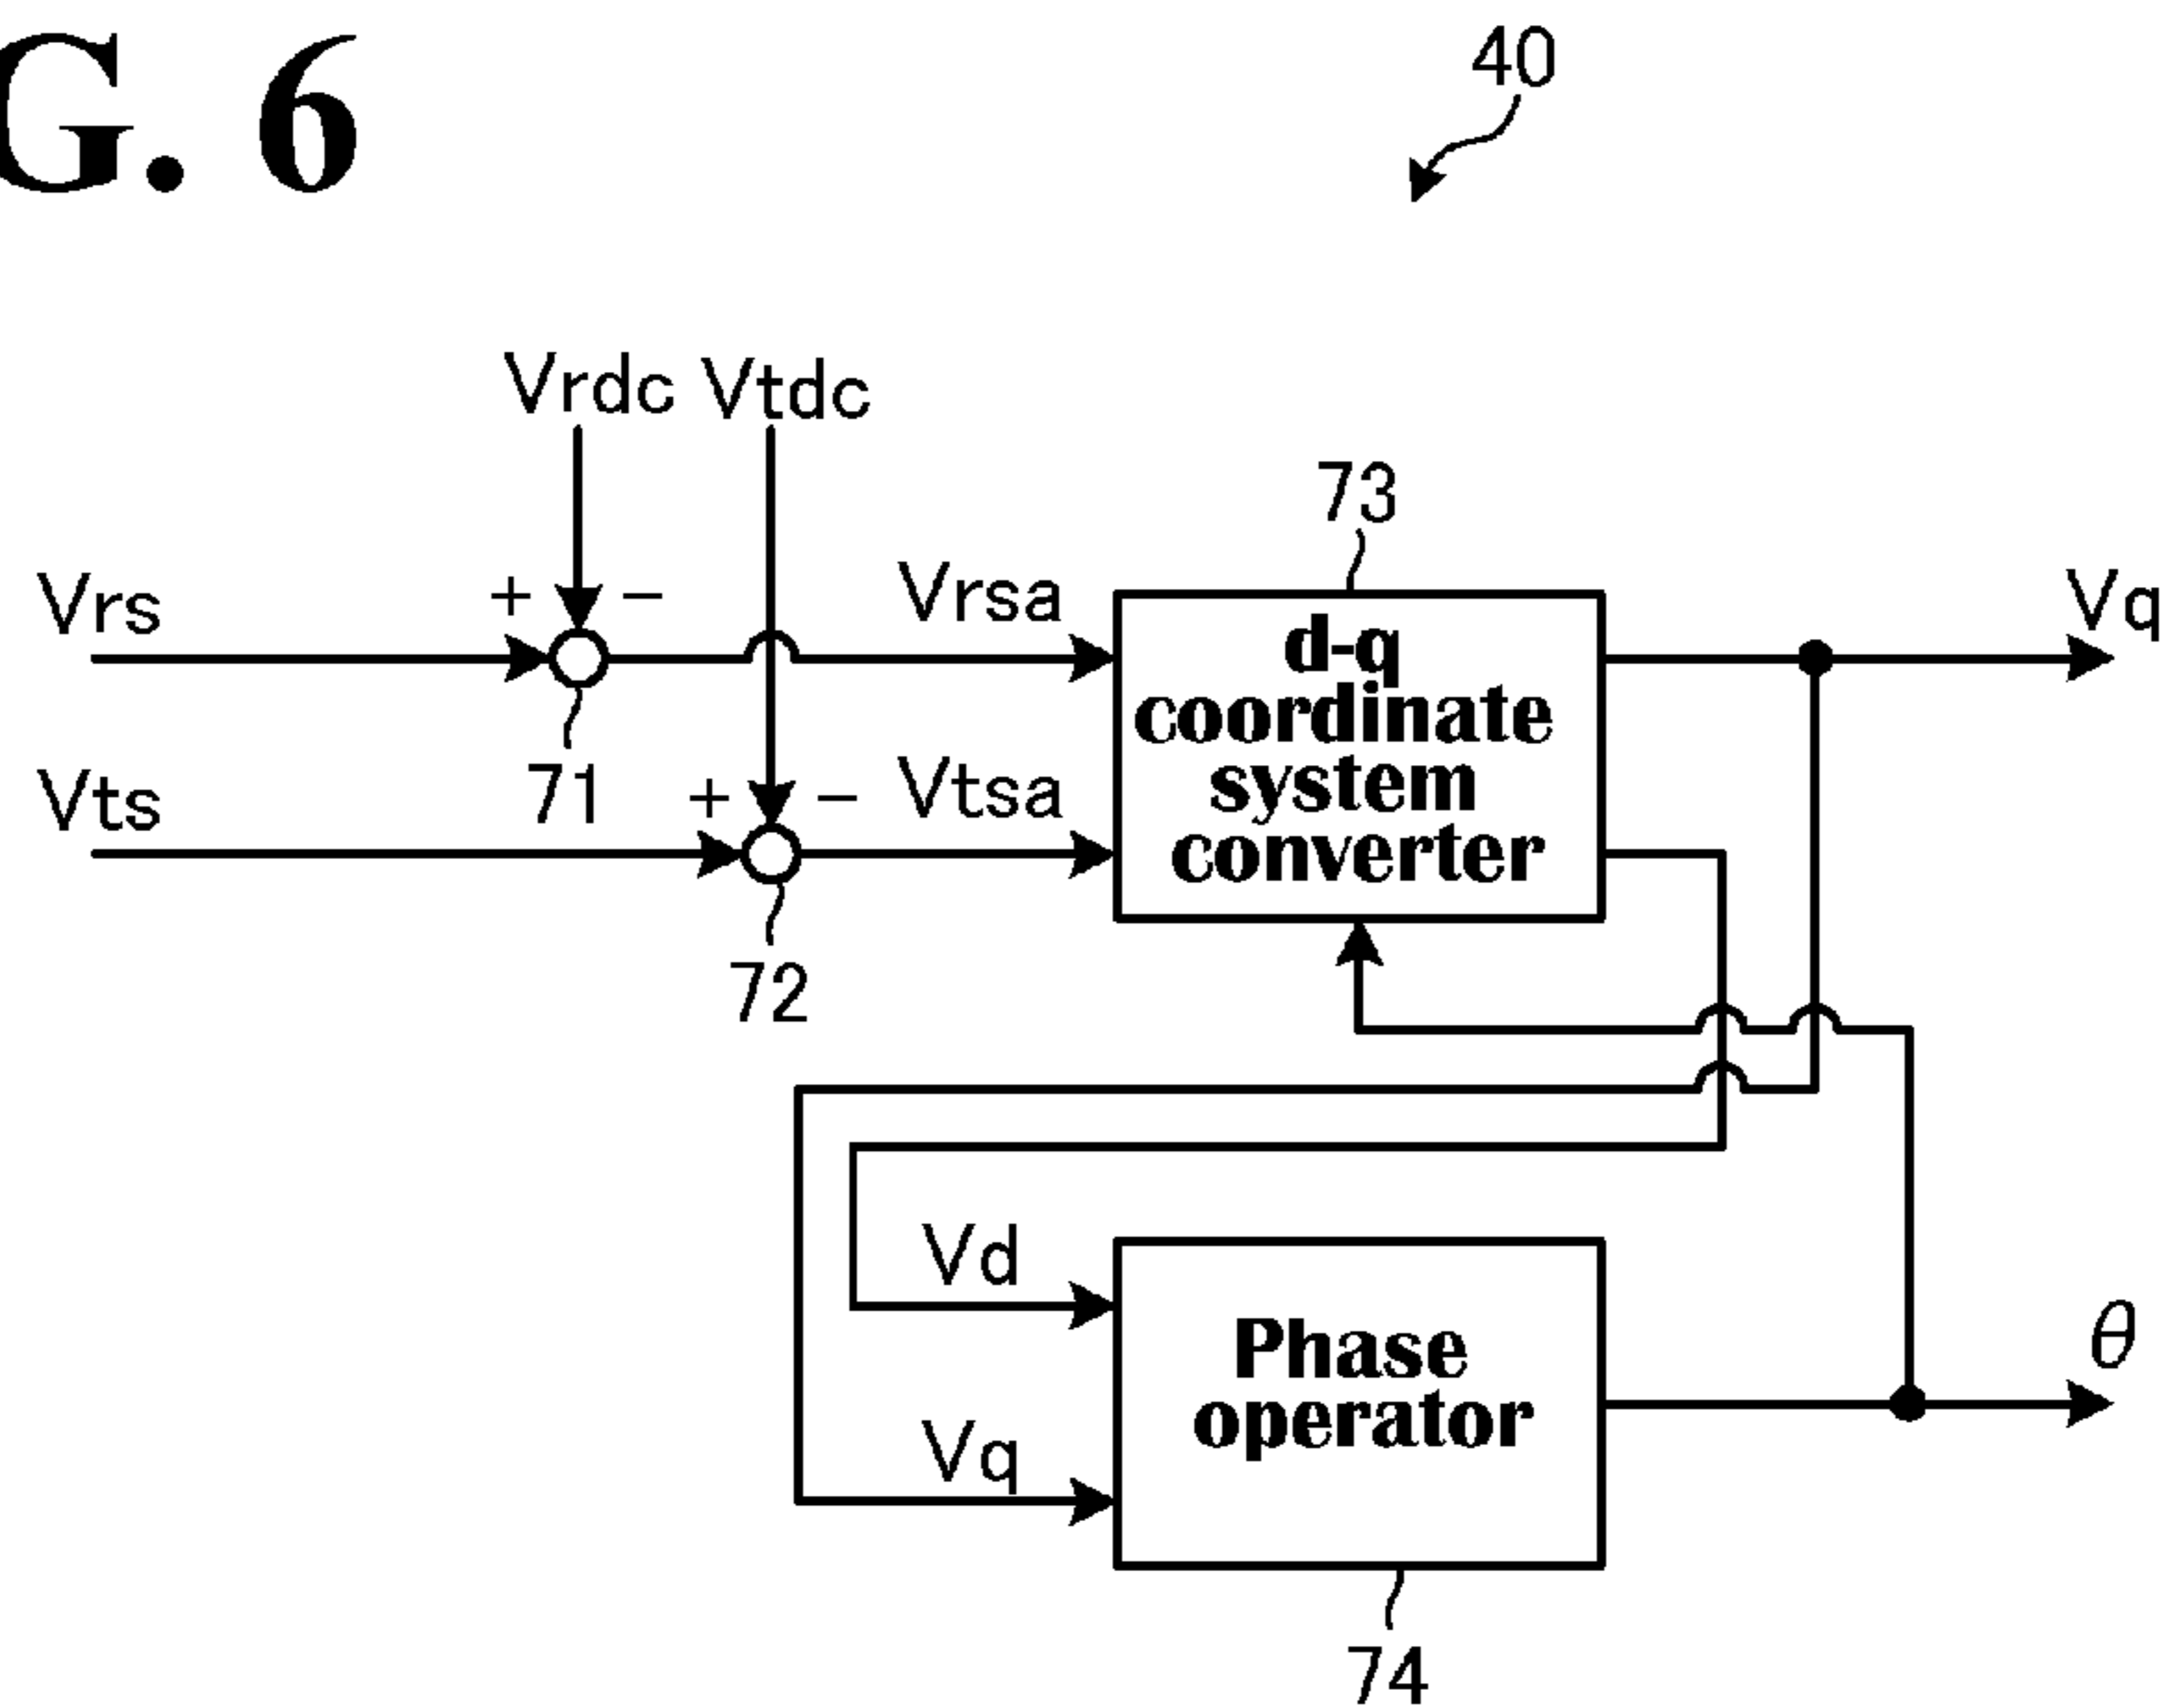 G. 6
40
Vrdc Vtdc
73
Vrs + − Vrsa
Vq
d-q
coordinate
system
converter
71
Vts + − Vtsa
72
Vd
Phase
operator
θ
Vq
74